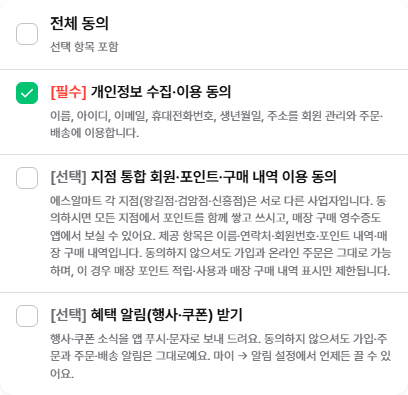 전체 동의
선택 항목 포함
[필수] 개인정보 수집·이용 동의
이름, 아이디, 이메일, 휴대전화번호, 생년월일, 주소를 회원 관리와 주문·
배송에 이용합니다.
[선택] 지점 통합 회원·포인트·구매 내역 이용 동의
에스알마트 각 지점(왕길점·검암점·신흥점)은 서로 다른 사업자입니다. 동
의하시면 모든 지점에서 포인트를 함께 쌓고 쓰시고, 매장 구매 영수증도
앱에서 보실 수 있어요. 제공 항목은 이름·연락처·회원번호·포인트 내역·매
장 구매 내역입니다. 동의하지 않으셔도 가입과 온라인 주문은 그대로 가능
하며, 이 경우 매장 포인트 적립·사용과 매장 구매 내역 표시만 제한됩니다.
[선택] 혜택 알림(행사·쿠폰) 받기
행사·쿠폰 소식을 앱 푸시·문자로 보내 드려요. 동의하지 않으셔도 가입·주
문과 주문·배송 알림은 그대로예요. 마이 → 알림 설정에서 언제든 끌 수 있
어요.